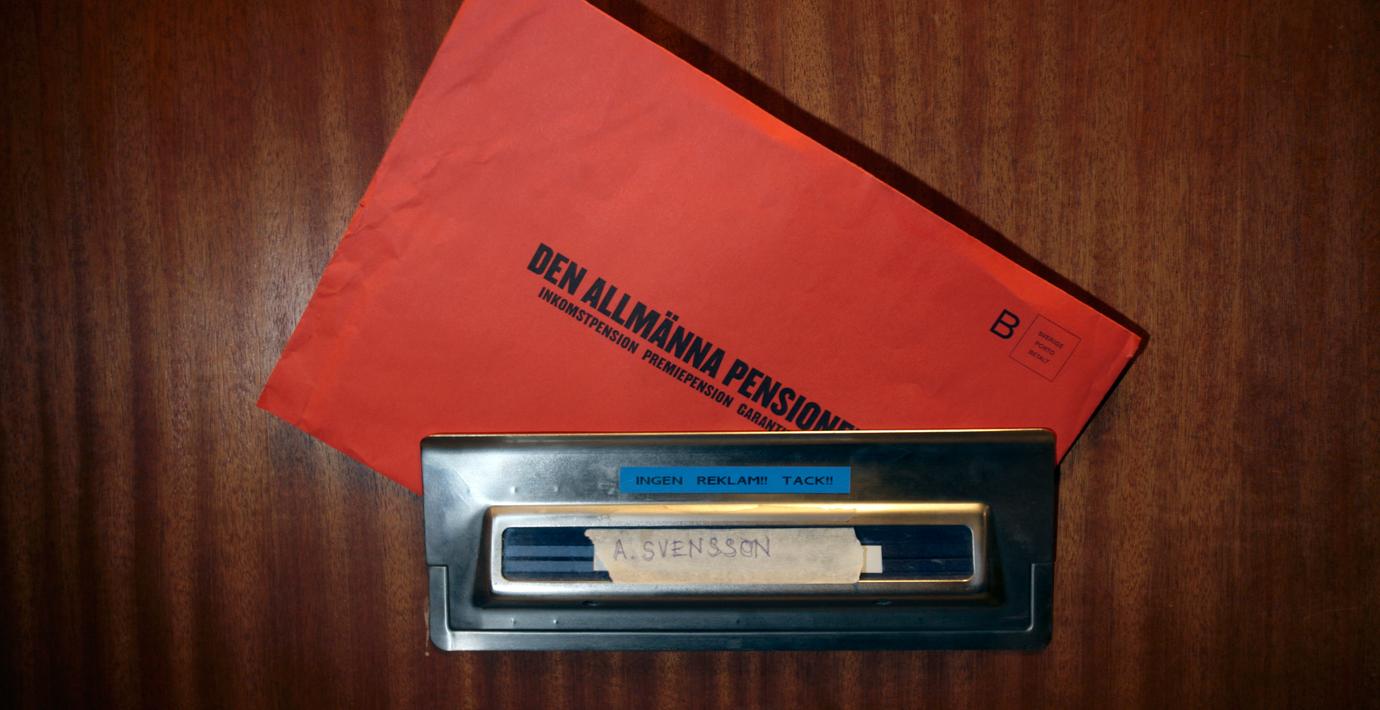 DEN ALLMÄNNA PENSIONE
INKOMSTPENSION PREMIEPENSION GARANT
B
SVERIGE
PORTO
BETALT
INGEN REKLAM!! TACK!!
A. SVENSSON